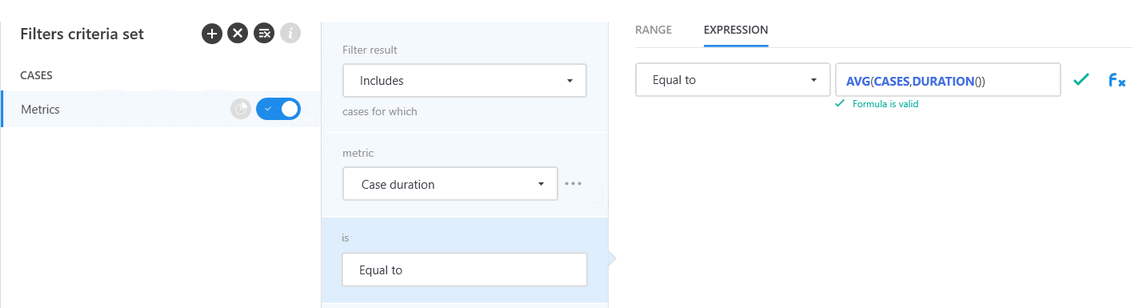 Filters criteria set
CASES
Metrics
Filter result
Includes
cases for which
metric
Case duration
is
Equal to
RANGE EXPRESSION
Equal to
AVG(CASES,DURATION())
Formula is valid